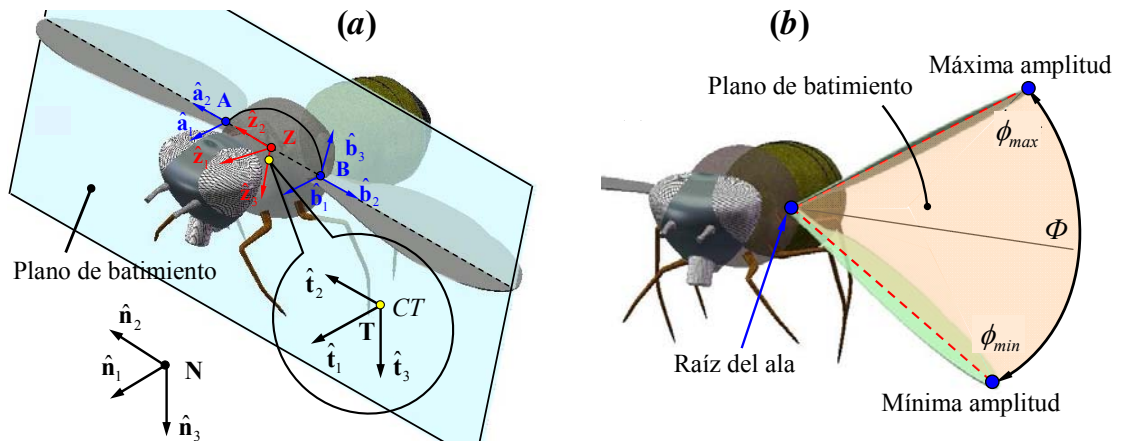 (a)
â₂ A
â₁
ẑ₂ Z
ẑ₁
ẑ₃
b̂₃
B
b̂₁ b̂₂
Plano de batimiento
n̂₂
n̂₁ N
n̂₃
t̂₂
CT
T
t̂₁ t̂₃
(b)
Máxima amplitud
Plano de batimiento
ϕmax
Φ
ϕmin
Raíz del ala
Mínima amplitud